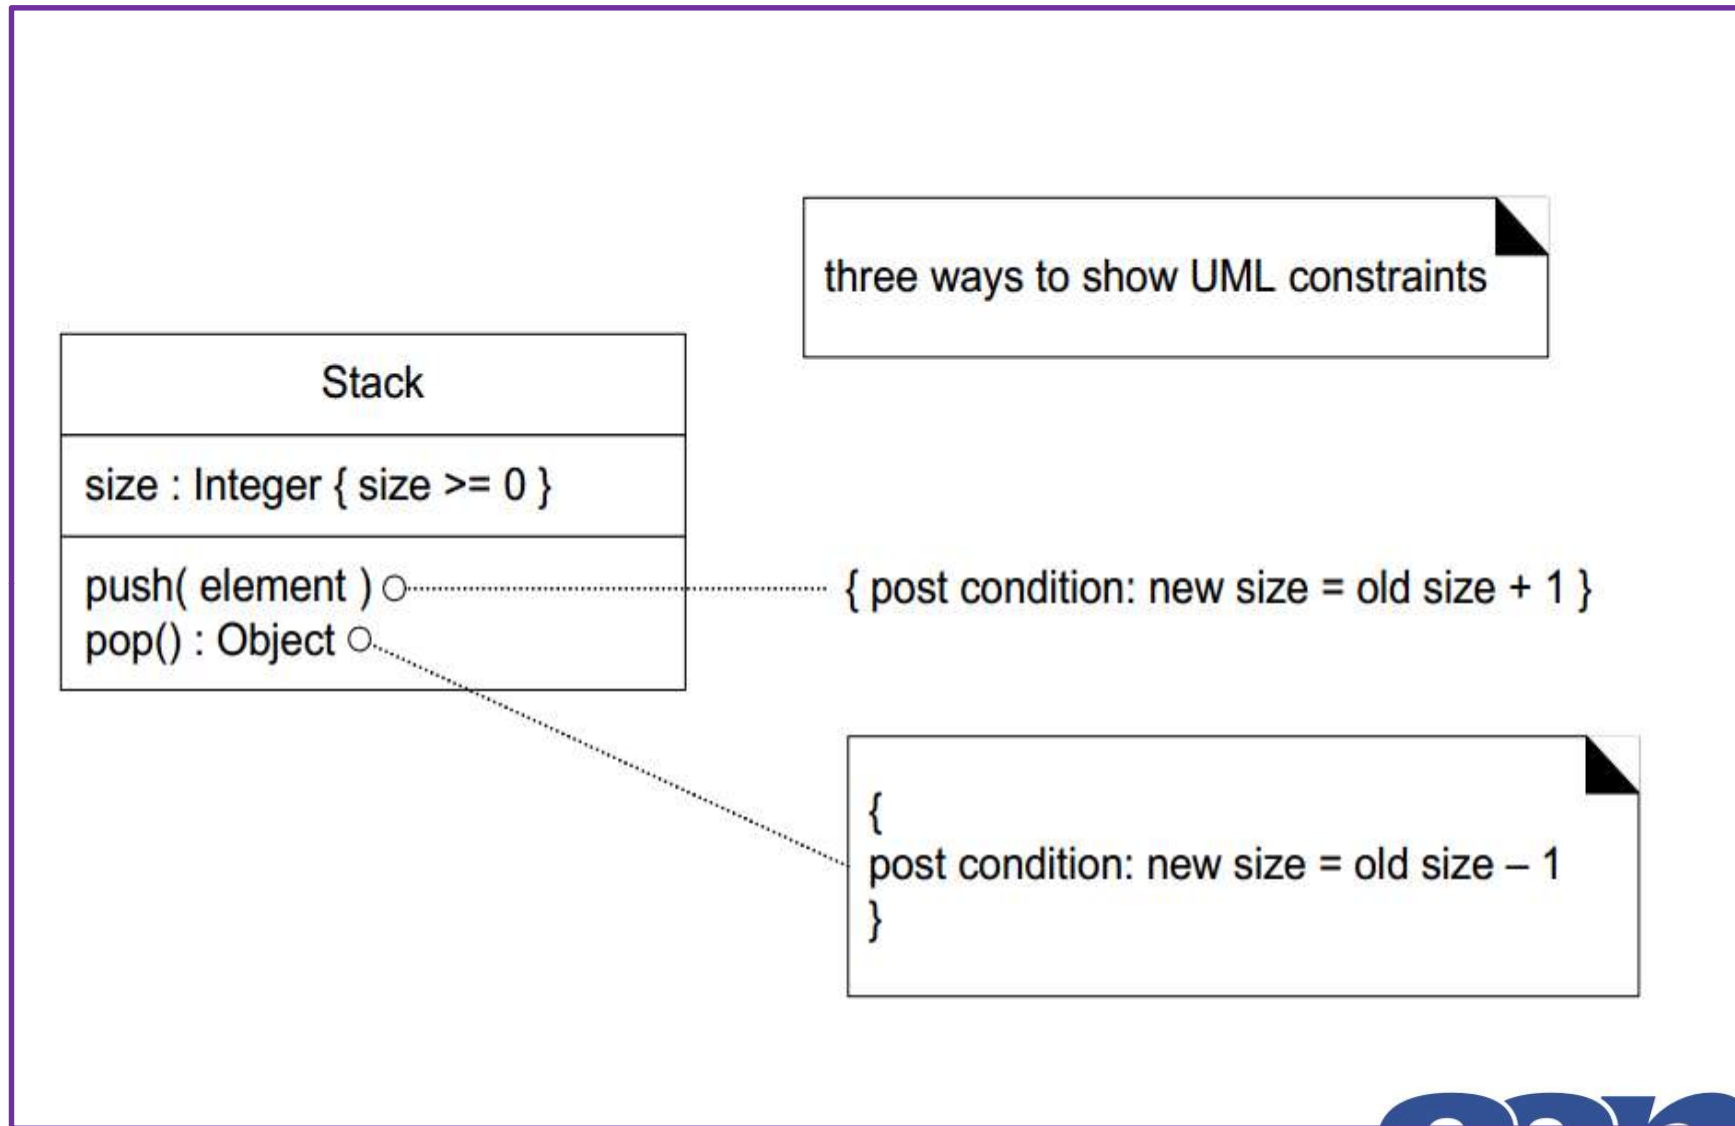 three ways to show UML constraints
Stack
size : Integer { size >= 0 }
push( element )
{ post condition: new size = old size + 1 }
pop() : Object
{
post condition: new size = old size – 1
}